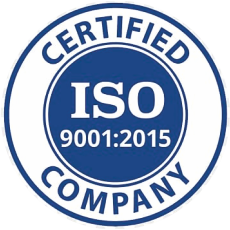 CERTIFIED
ISO
9001:2015
COMPANY